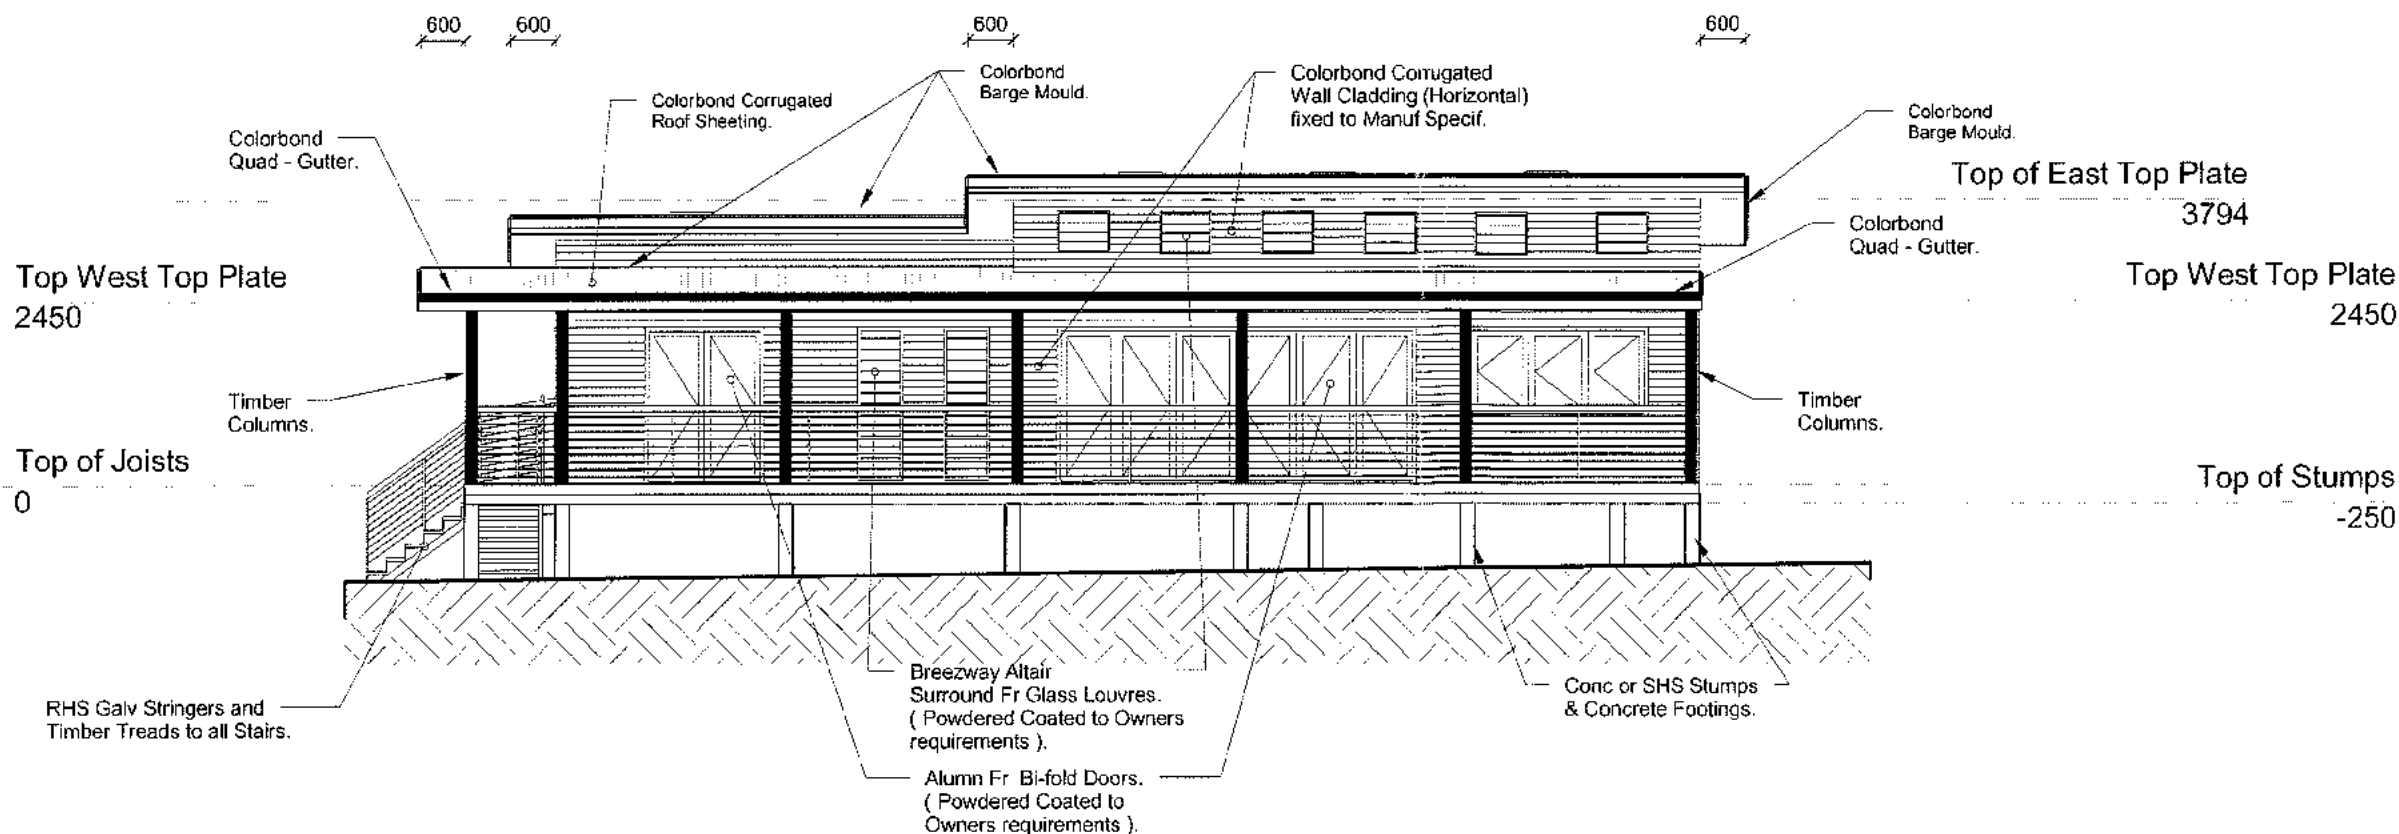 600
600
600
600
Colorbond
Barge Mould.
Colorbond Corrugated
Wall Cladding (Horizontal)
fixed to Manuf Specif.
Colorbond Corrugated
Roof Sheeting.
Colorbond
Barge Mould.
Colorbond
Quad - Gutter.
Top of East Top Plate
3794
Colorbond
Quad - Gutter.
Top West Top Plate
2450
Top West Top Plate
2450
Timber
Columns.
Timber
Columns.
Top of Joists
0
Top of Stumps
-250
Breezway Altair
Surround Fr Glass Louvres.
( Powdered Coated to Owners
requirements ).
Conc or SHS Stumps
& Concrete Footings.
RHS Galv Stringers and
Timber Treads to all Stairs.
Alumn Fr Bi-fold Doors.
( Powdered Coated to
Owners requirements ).